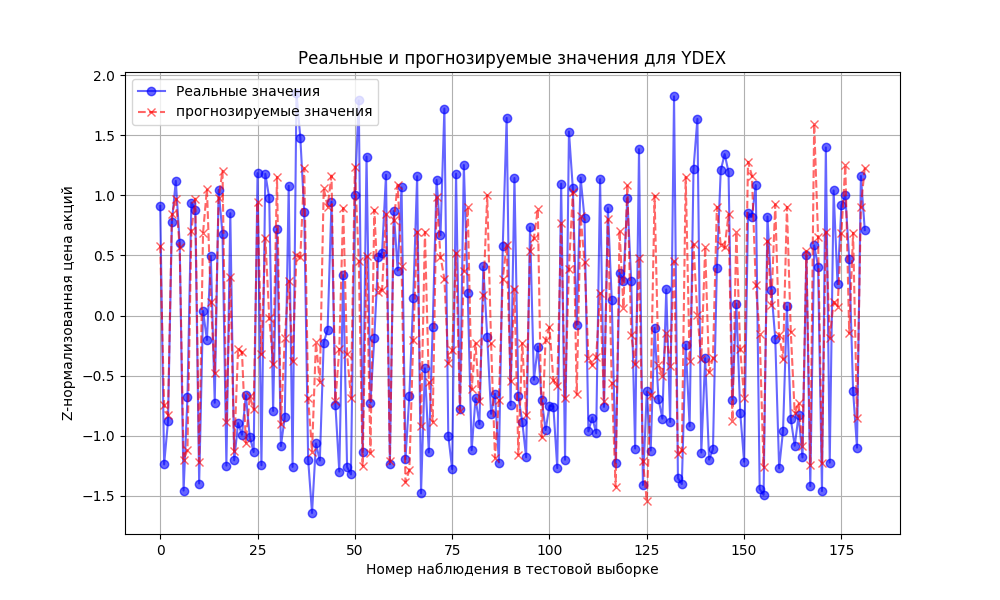 Реальные и прогнозируемые значения для YDEX
Реальные значения
прогнозируемые значения
Z-нормализованная цена акций
2.0
1.5
1.0
0.5
0.0
−0.5
−1.0
−1.5
0 25 50 75 100 125 150 175
Номер наблюдения в тестовой выборке